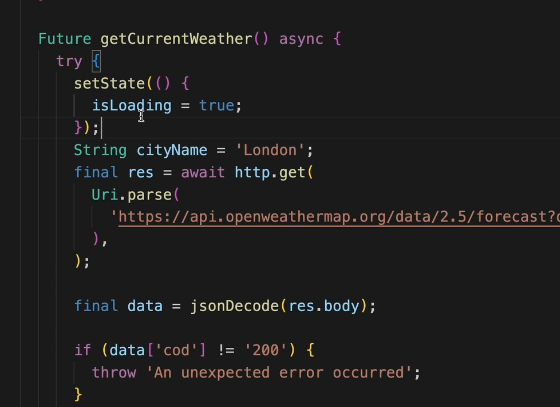 Future getCurrentWeather() async {
try {
setState(() {
isLoading = true;
});
String cityName = 'London';
final res = await http.get(
Uri.parse(
'https://api.openweathermap.org/data/2.5/forecast?
),
);
final data = jsonDecode(res.body);
if (data['cod'] != '200') {
throw 'An unexpected error occurred';
}